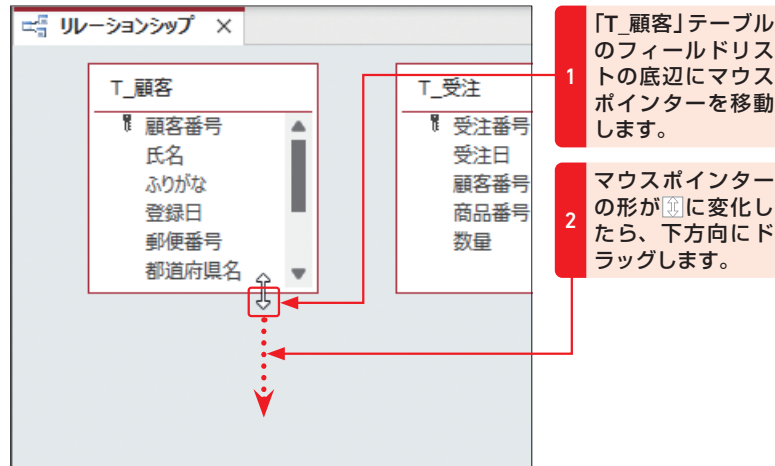 リレーションシップ ×
T_顧客
顧客番号
氏名
ふりがな
登録日
郵便番号
都道府県名
T_受注
受注番号
受注日
顧客番号
商品番号
数量
1
「T_顧客」テーブル
のフィールドリス
トの底辺にマウス
ポインターを移動
します。
2
マウスポインター
の形が⇳に変化し
たら、下方向にド
ラッグします。